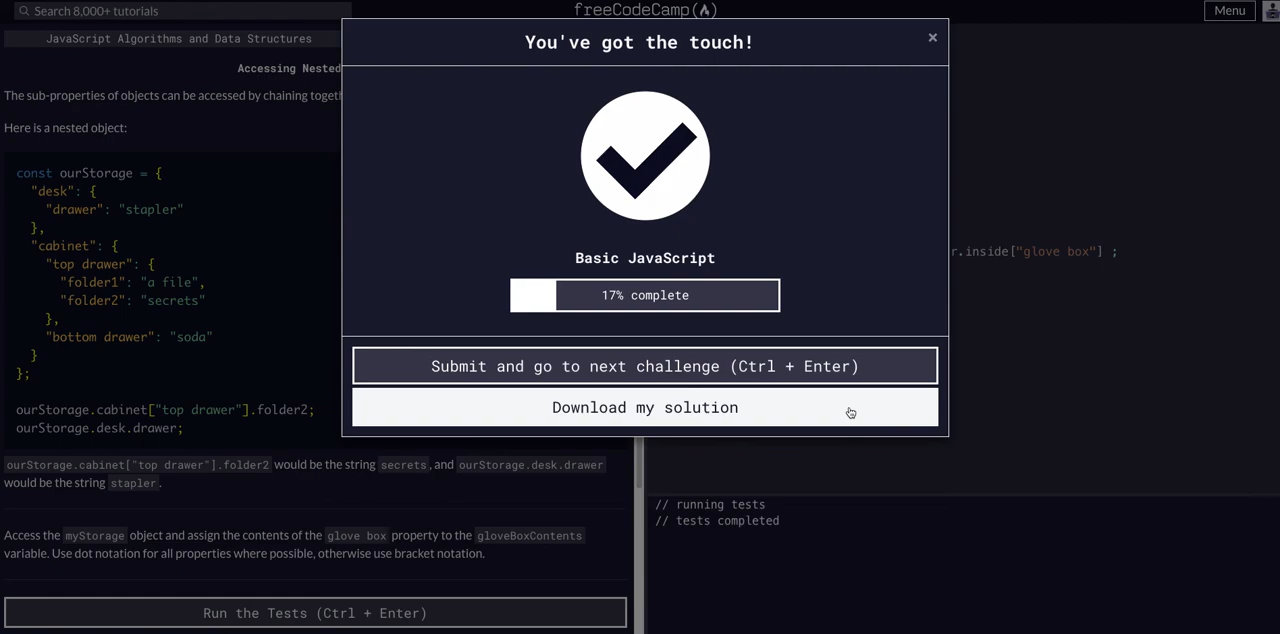 Search 8,000+ tutorials
freeCodeCamp
Menu
JavaScript Algorithms and Data Structures
Accessing Nested
The sub-properties of objects can be accessed by chaining togeth
Here is a nested object:
const ourStorage = {
"desk": {
"drawer": "stapler"
},
"cabinet": {
"top drawer": {
"folder1": "a file",
"folder2": "secrets"
},
"bottom drawer": "soda"
}
};
ourStorage.cabinet["top drawer"].folder2;
ourStorage.desk.drawer;
ourStorage.cabinet["top drawer"].folder2 would be the string secrets, and ourStorage.desk.drawer
would be the string stapler.
Access the myStorage object and assign the contents of the glove box property to the gloveBoxContents
variable. Use dot notation for all properties where possible, otherwise use bracket notation.
Run the Tests (Ctrl + Enter)
You've got the touch!
×
Basic JavaScript
17% complete
Submit and go to next challenge (Ctrl + Enter)
Download my solution
r.inside["glove box"] ;
// running tests
// tests completed